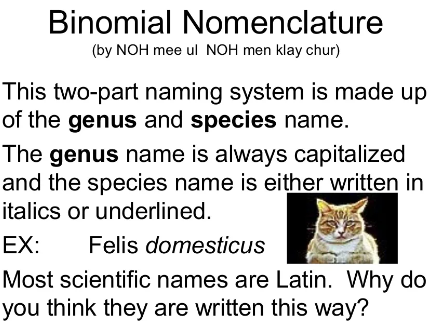 Binomial Nomenclature
(by NOH mee ul  NOH men klay chur)
This two-part naming system is made up
of the genus and species name.
The genus name is always capitalized
and the species name is either written in
italics or underlined.
EX: Felis domesticus
Most scientific names are Latin.  Why do
you think they are written this way?